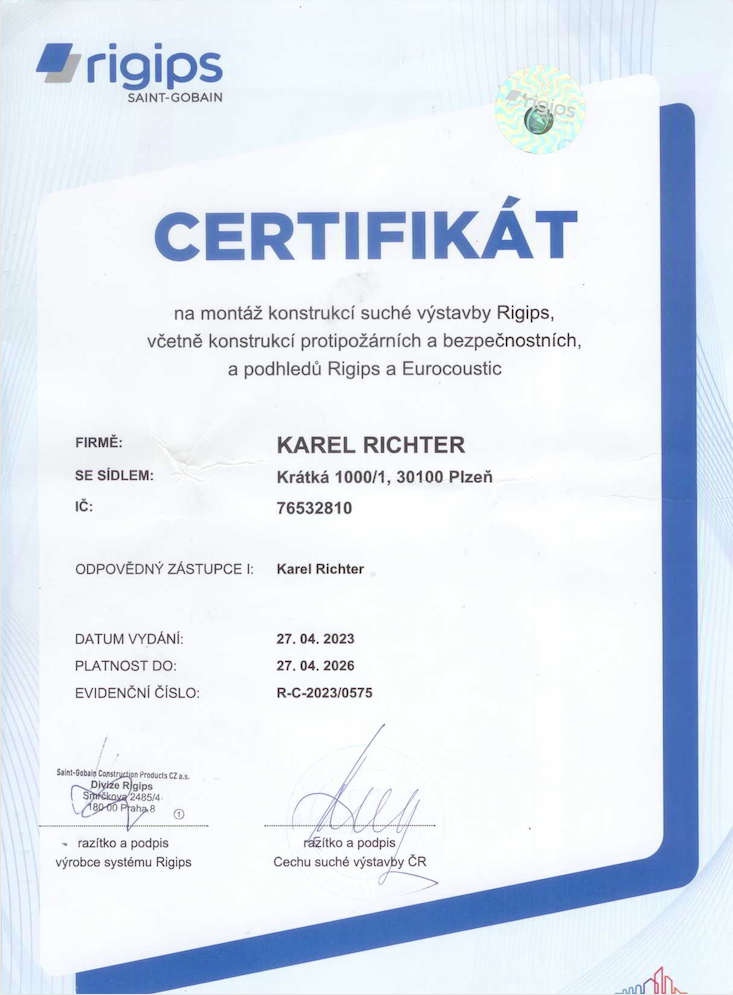 rigips
SAINT-GOBAIN
rigips
CERTIFIKÁT
na montáž konstrukcí suché výstavby Rigips,
včetně konstrukcí protipožárních a bezpečnostních,
a podhledů Rigips a Eurocoustic
FIRMĚ: KAREL RICHTER
SE SÍDLEM: Krátká 1000/1, 30100 Plzeň
IČ: 76532810
ODPOVĚDNÝ ZÁSTUPCE I: Karel Richter
DATUM VYDÁNÍ: 27. 04. 2023
PLATNOST DO: 27. 04. 2026
EVIDENČNÍ ČÍSLO: R-C-2023/0575
Saint-Gobain Construction Products CZ a.s.
Divize Rigips
Smrčkova 2485/4
180 00 Praha 8
1
razítko a podpis
výrobce systému Rigips
razítko a podpis
Cechu suché výstavby ČR